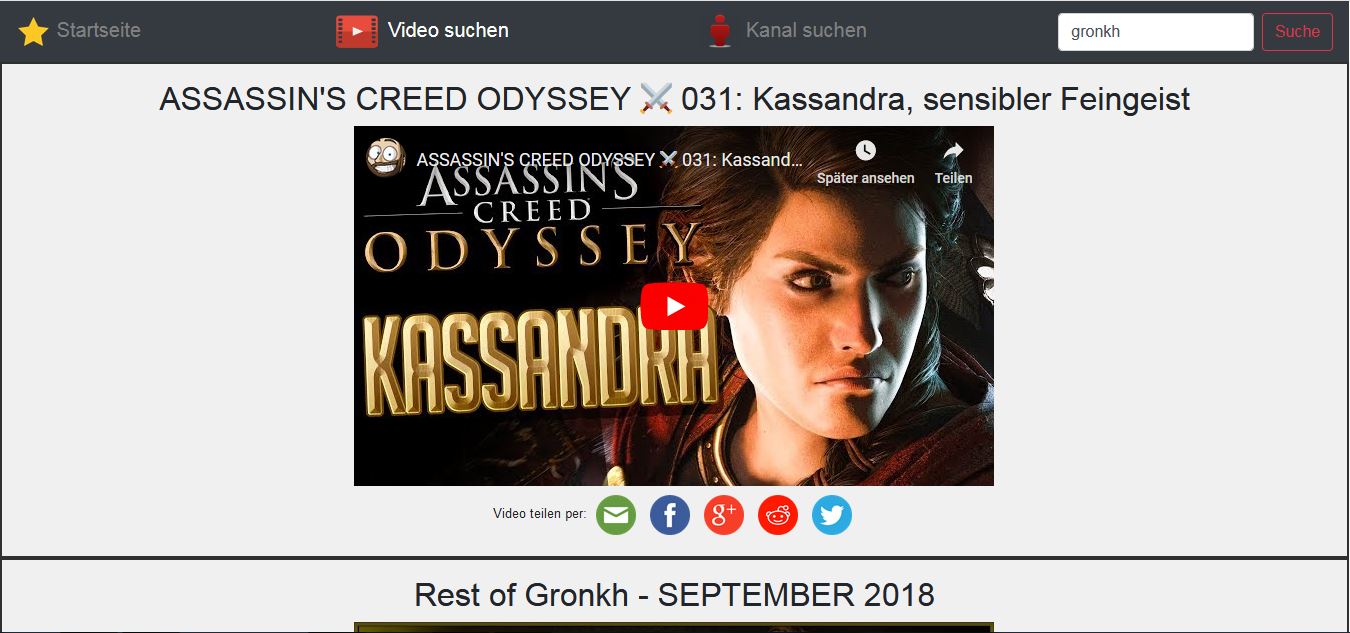 Startseite
Video suchen
Kanal suchen
gronkh
Suche
ASSASSIN'S CREED ODYSSEY ⚔️ 031: Kassandra, sensibler Feingeist
ASSASSIN'S CREED ODYSSEY ⚔️ 031: Kassand...
Später ansehen
Teilen
ASSASSIN'S
CREED
ODYSSEY
KASSANDRA
Video teilen per:
f
g+
Rest of Gronkh - SEPTEMBER 2018